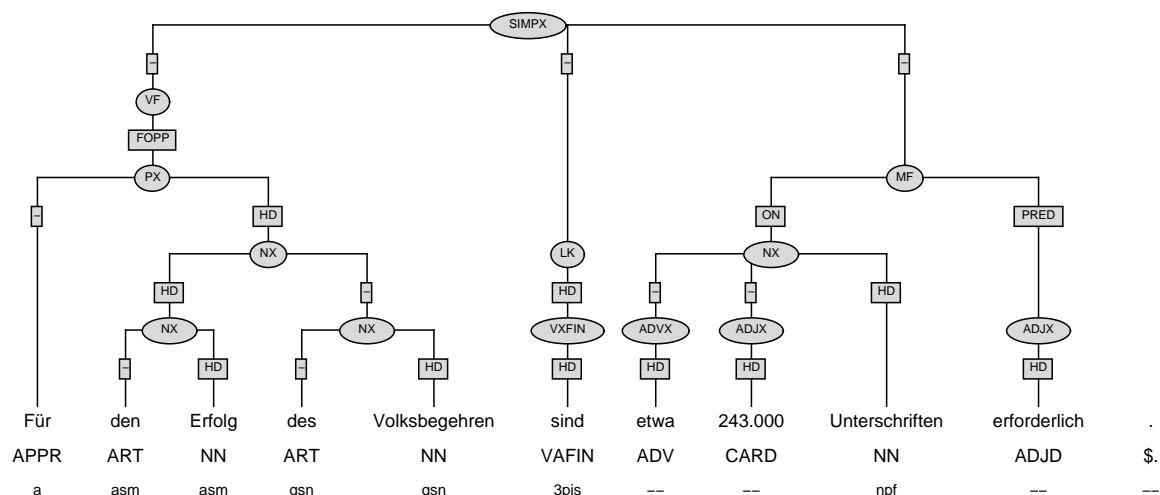 SIMPX
– – –
VF
FOPP
PX MF
– HD ON PRED
NX LK NX
HD – HD – – HD
NX NX VXFIN ADVX ADJX ADJX
– HD – HD HD HD HD HD
Für den Erfolg des Volksbegehren sind etwa 243.000 Unterschriften erforderlich .
APPR ART NN ART NN VAFIN ADV CARD NN ADJD $.
a asm asm gsn gsn 3pis –– –– npf –– ––